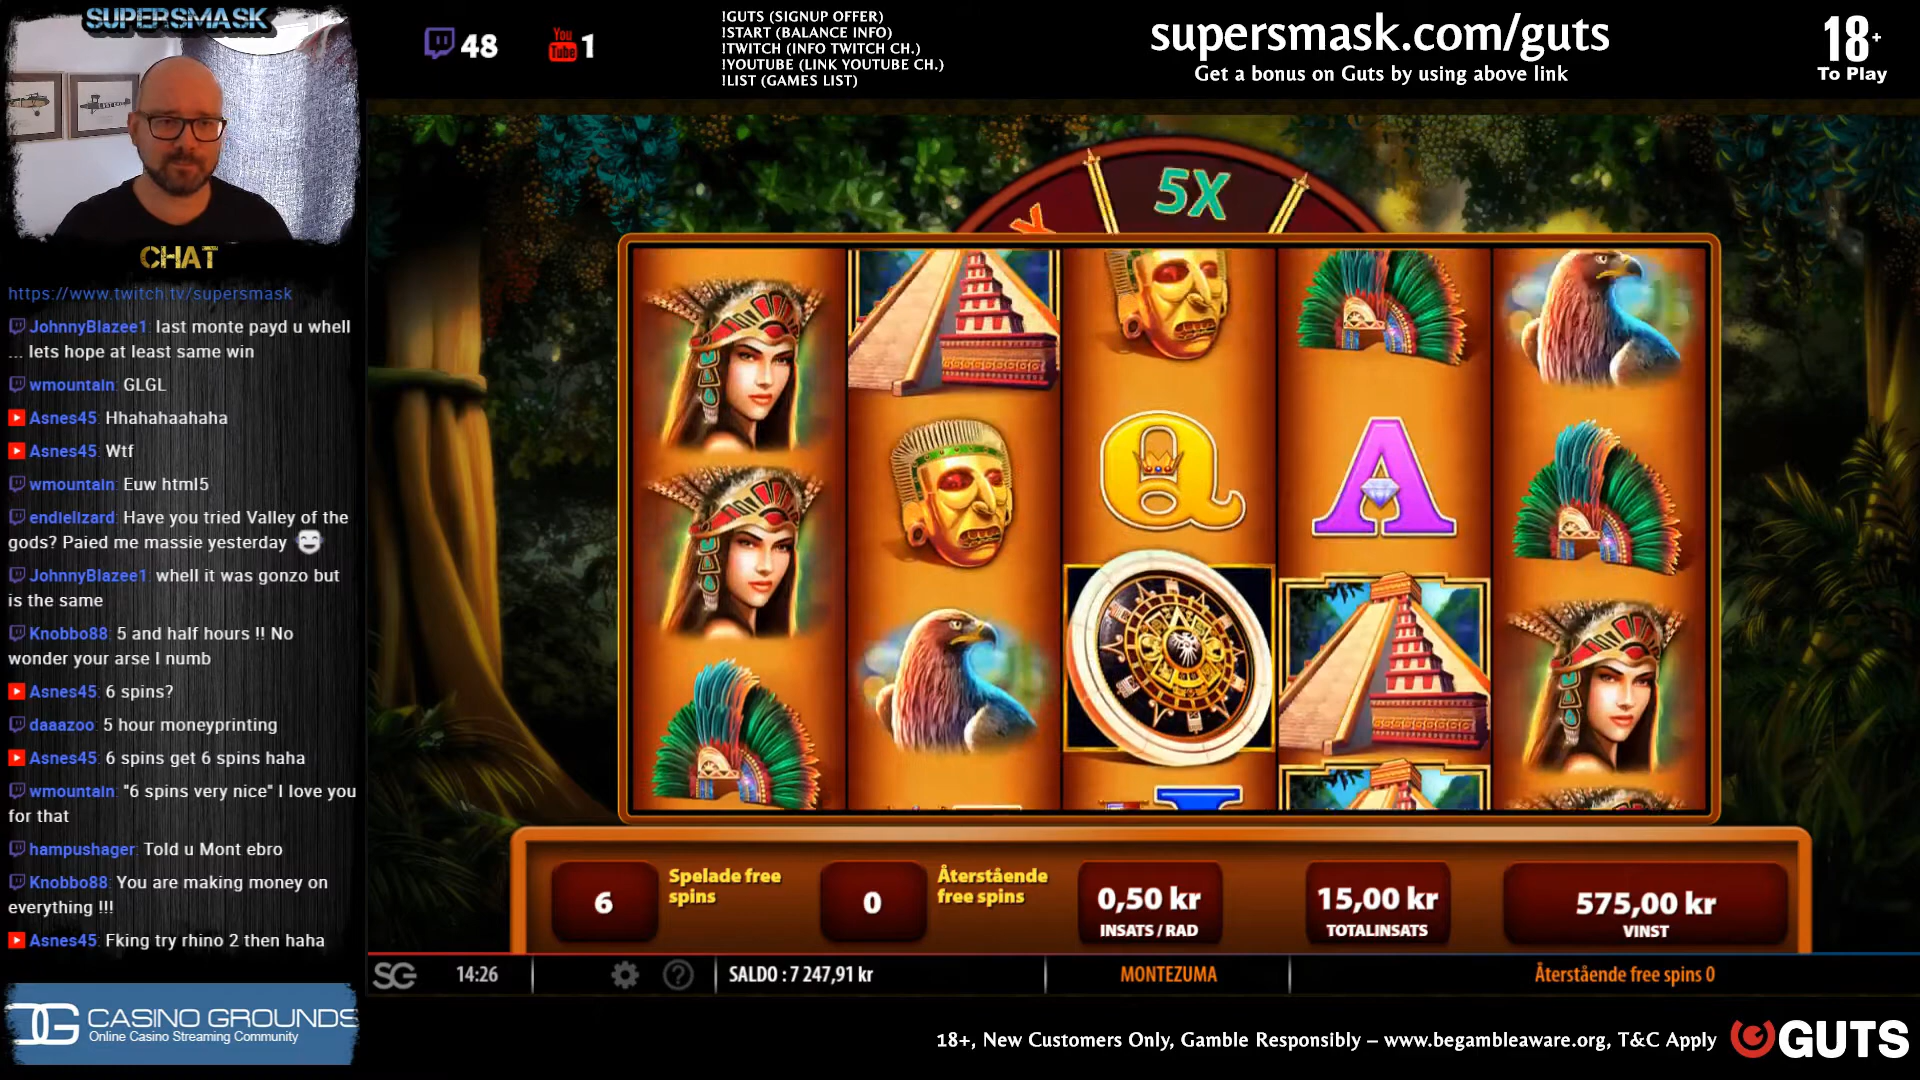 SUPERSMASK
48
You Tube 1
!GUTS (SIGNUP OFFER)
!START (BALANCE INFO)
!TWITCH (INFO TWITCH CH.)
!YOUTUBE (LINK YOUTUBE CH.)
!LIST (GAMES LIST)
supersmask.com/guts
Get a bonus on Guts by using above link
18+
To Play
CHAT
https://www.twitch.tv/supersmask
JohnnyBlazee1: last monte payd u whell
... lets hope at least same win
wmountain: GLGL
Asnes45: Hhahahaahaha
Asnes45: Wtf
wmountain: Euw html5
endlelizard: Have you tried Valley of the
gods? Paied me massie yesterday
JohnnyBlazee1: whell it was gonzo but
is the same
Knobbo88: 5 and half hours !! No
wonder your arse I numb
Asnes45: 6 spins?
daaazoo: 5 hour moneyprinting
Asnes45: 6 spins get 6 spins haha
wmountain: "6 spins very nice" I love you
for that
hampushager: Told u Mont ebro
Knobbo88: You are making money on
everything !!!
Asnes45: Fking try rhino 2 then haha
CG CASINO GROUNDS
Online Casino Streaming Community
5X
Q
A
6
Spelade free
spins
0
Återstående
free spins
0,50 kr
INSATS / RAD
15,00 kr
TOTALINSATS
575,00 kr
VINST
SG
14:26
?
SALDO : 7 247,91 kr
MONTEZUMA
Återstående free spins 0
18+, New Customers Only, Gamble Responsibly – www.begambleaware.org, T&C Apply
GUTS